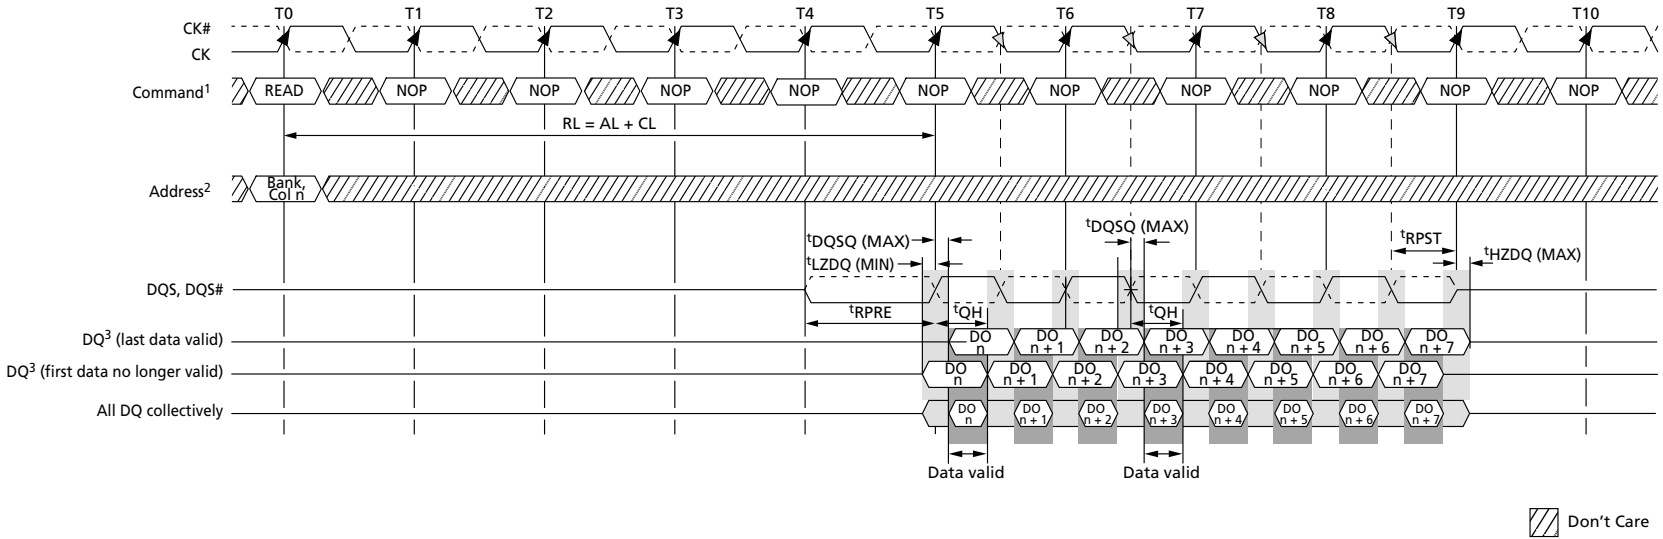 T0 T1 T2 T3 T4 T5 T6 T7 T8 T9 T10
CK#
CK
Command1 READ NOP NOP NOP NOP NOP NOP NOP NOP NOP NOP
RL = AL + CL
Address2 Bank, Col n
tDQSQ (MAX) tDQSQ (MAX) tRPST
tLZDQ (MIN) tHZDQ (MAX)
DQS, DQS#
tRPRE tQH tQH
DQ3 (last data valid) DO n DO n + 1 DO n + 2 DO n + 3 DO n + 4 DO n + 5 DO n + 6 DO n + 7
DQ3 (first data no longer valid) DO n DO n + 1 DO n + 2 DO n + 3 DO n + 4 DO n + 5 DO n + 6 DO n + 7
All DQ collectively DO n DO n + 1 DO n + 2 DO n + 3 DO n + 4 DO n + 5 DO n + 6 DO n + 7
Data valid Data valid
Don't Care